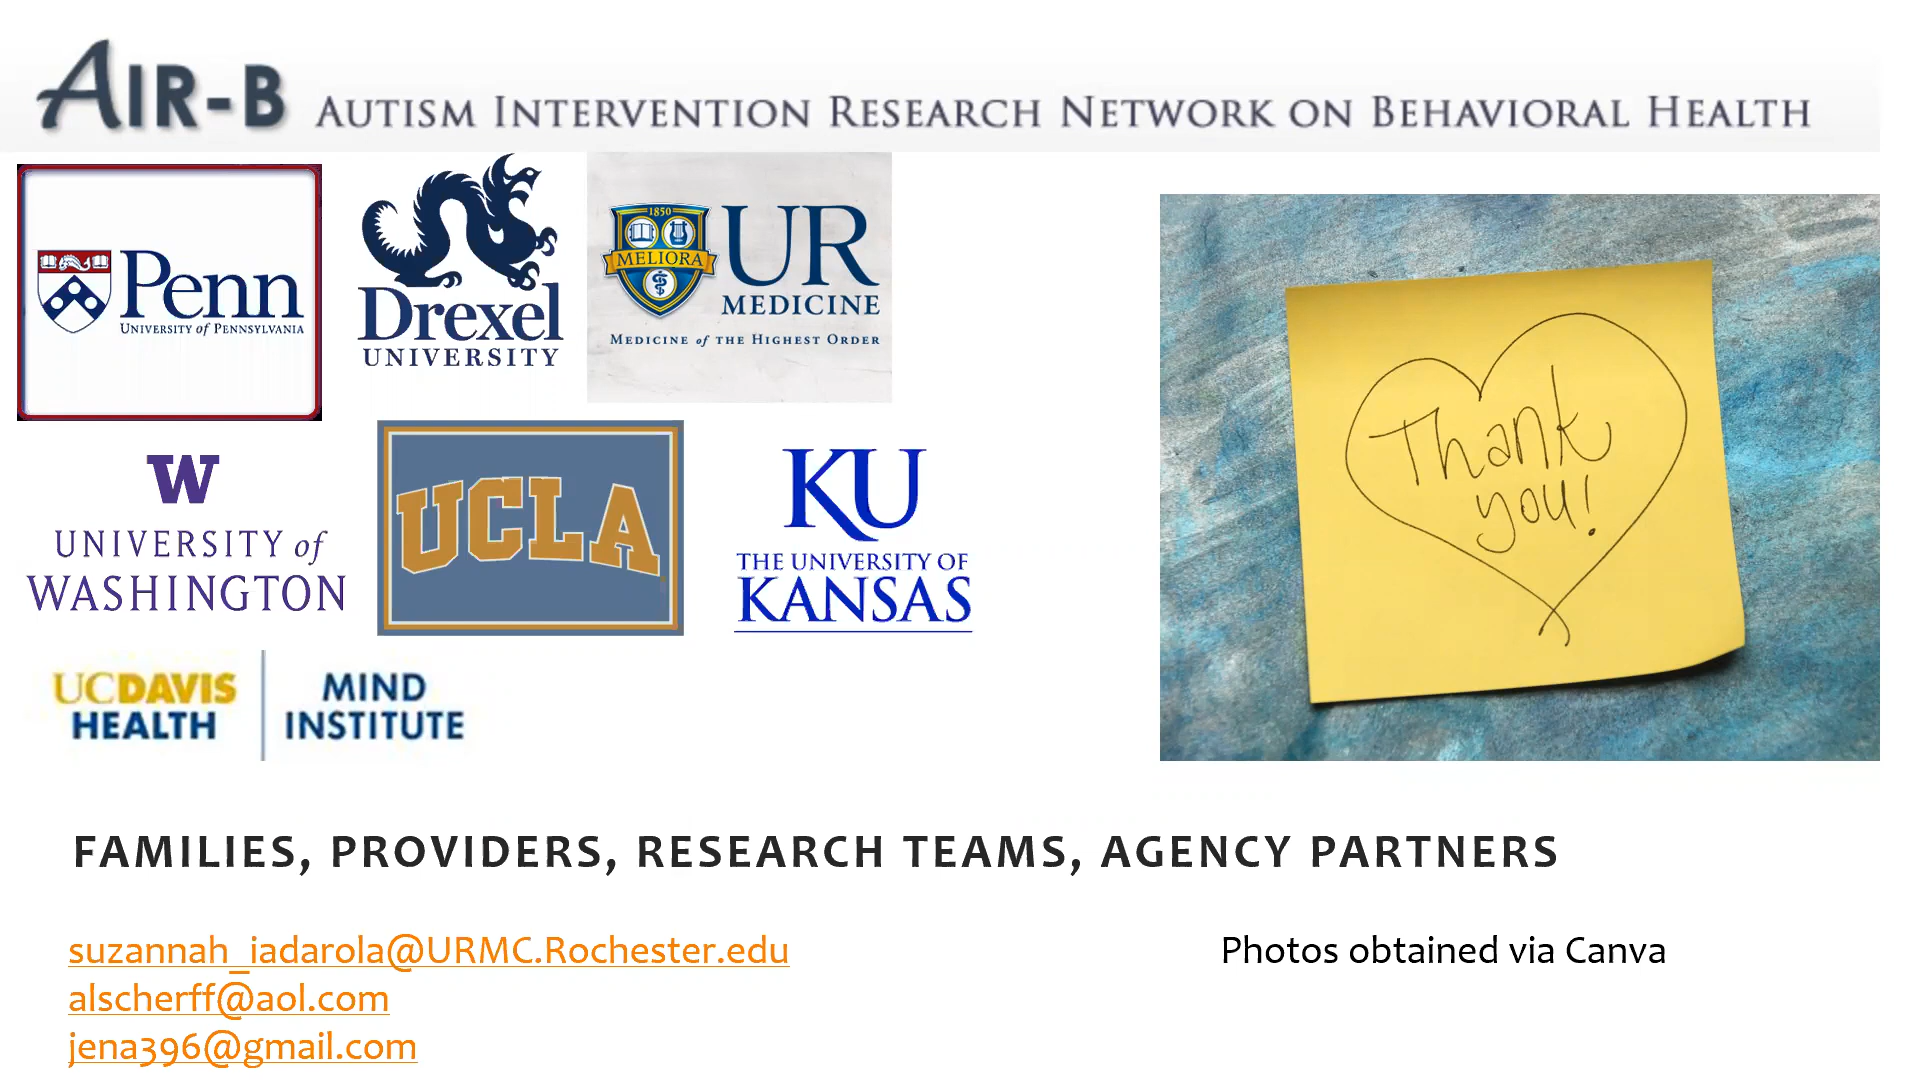 AIR-B AUTISM INTERVENTION RESEARCH NETWORK ON BEHAVIORAL HEALTH
Penn
UNIVERSITY of PENNSYLVANIA
Drexel
UNIVERSITY
1850
MELIORA
UR
MEDICINE
MEDICINE of THE HIGHEST ORDER
W
UNIVERSITY of
WASHINGTON
UCLA
KU
THE UNIVERSITY OF
KANSAS
UCDAVIS
HEALTH
MIND
INSTITUTE
Thank
you!
FAMILIES, PROVIDERS, RESEARCH TEAMS, AGENCY PARTNERS
suzannah_iadarola@URMC.Rochester.edu
alscherff@aol.com
jena396@gmail.com
Photos obtained via Canva